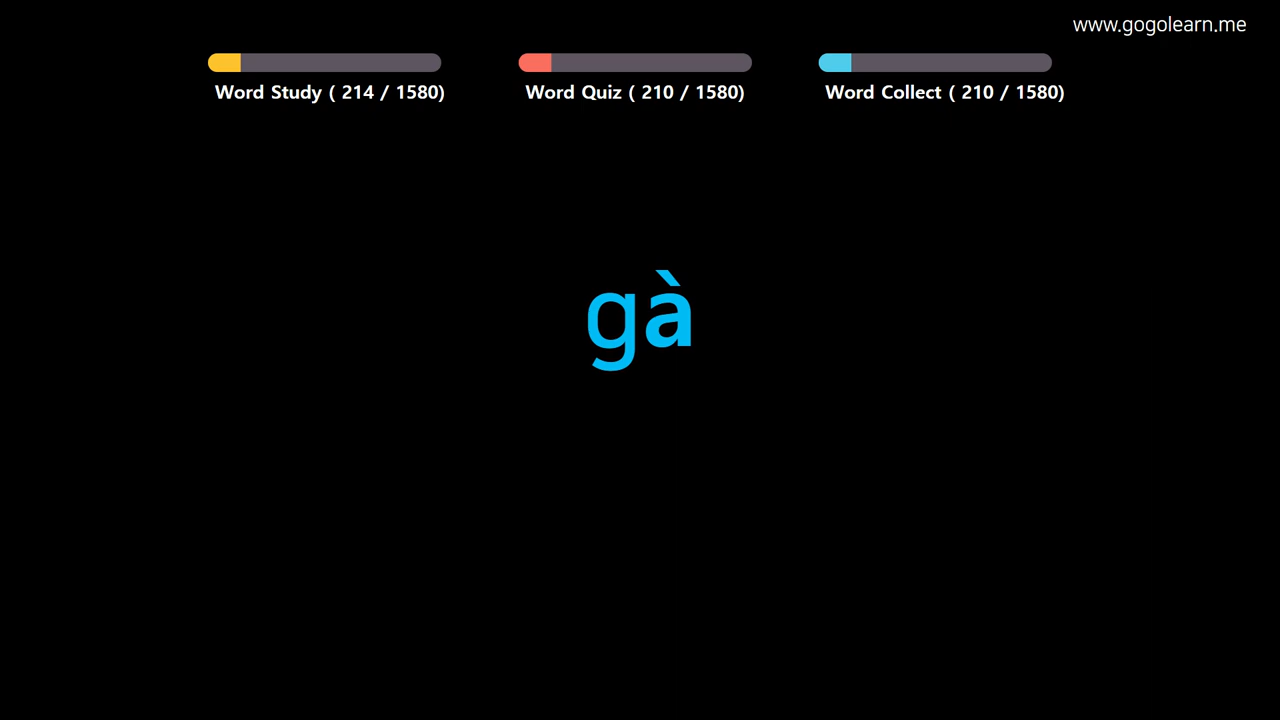 www.gogolearn.me
Word Study ( 214 / 1580)
Word Quiz ( 210 / 1580)
Word Collect ( 210 / 1580)
gà